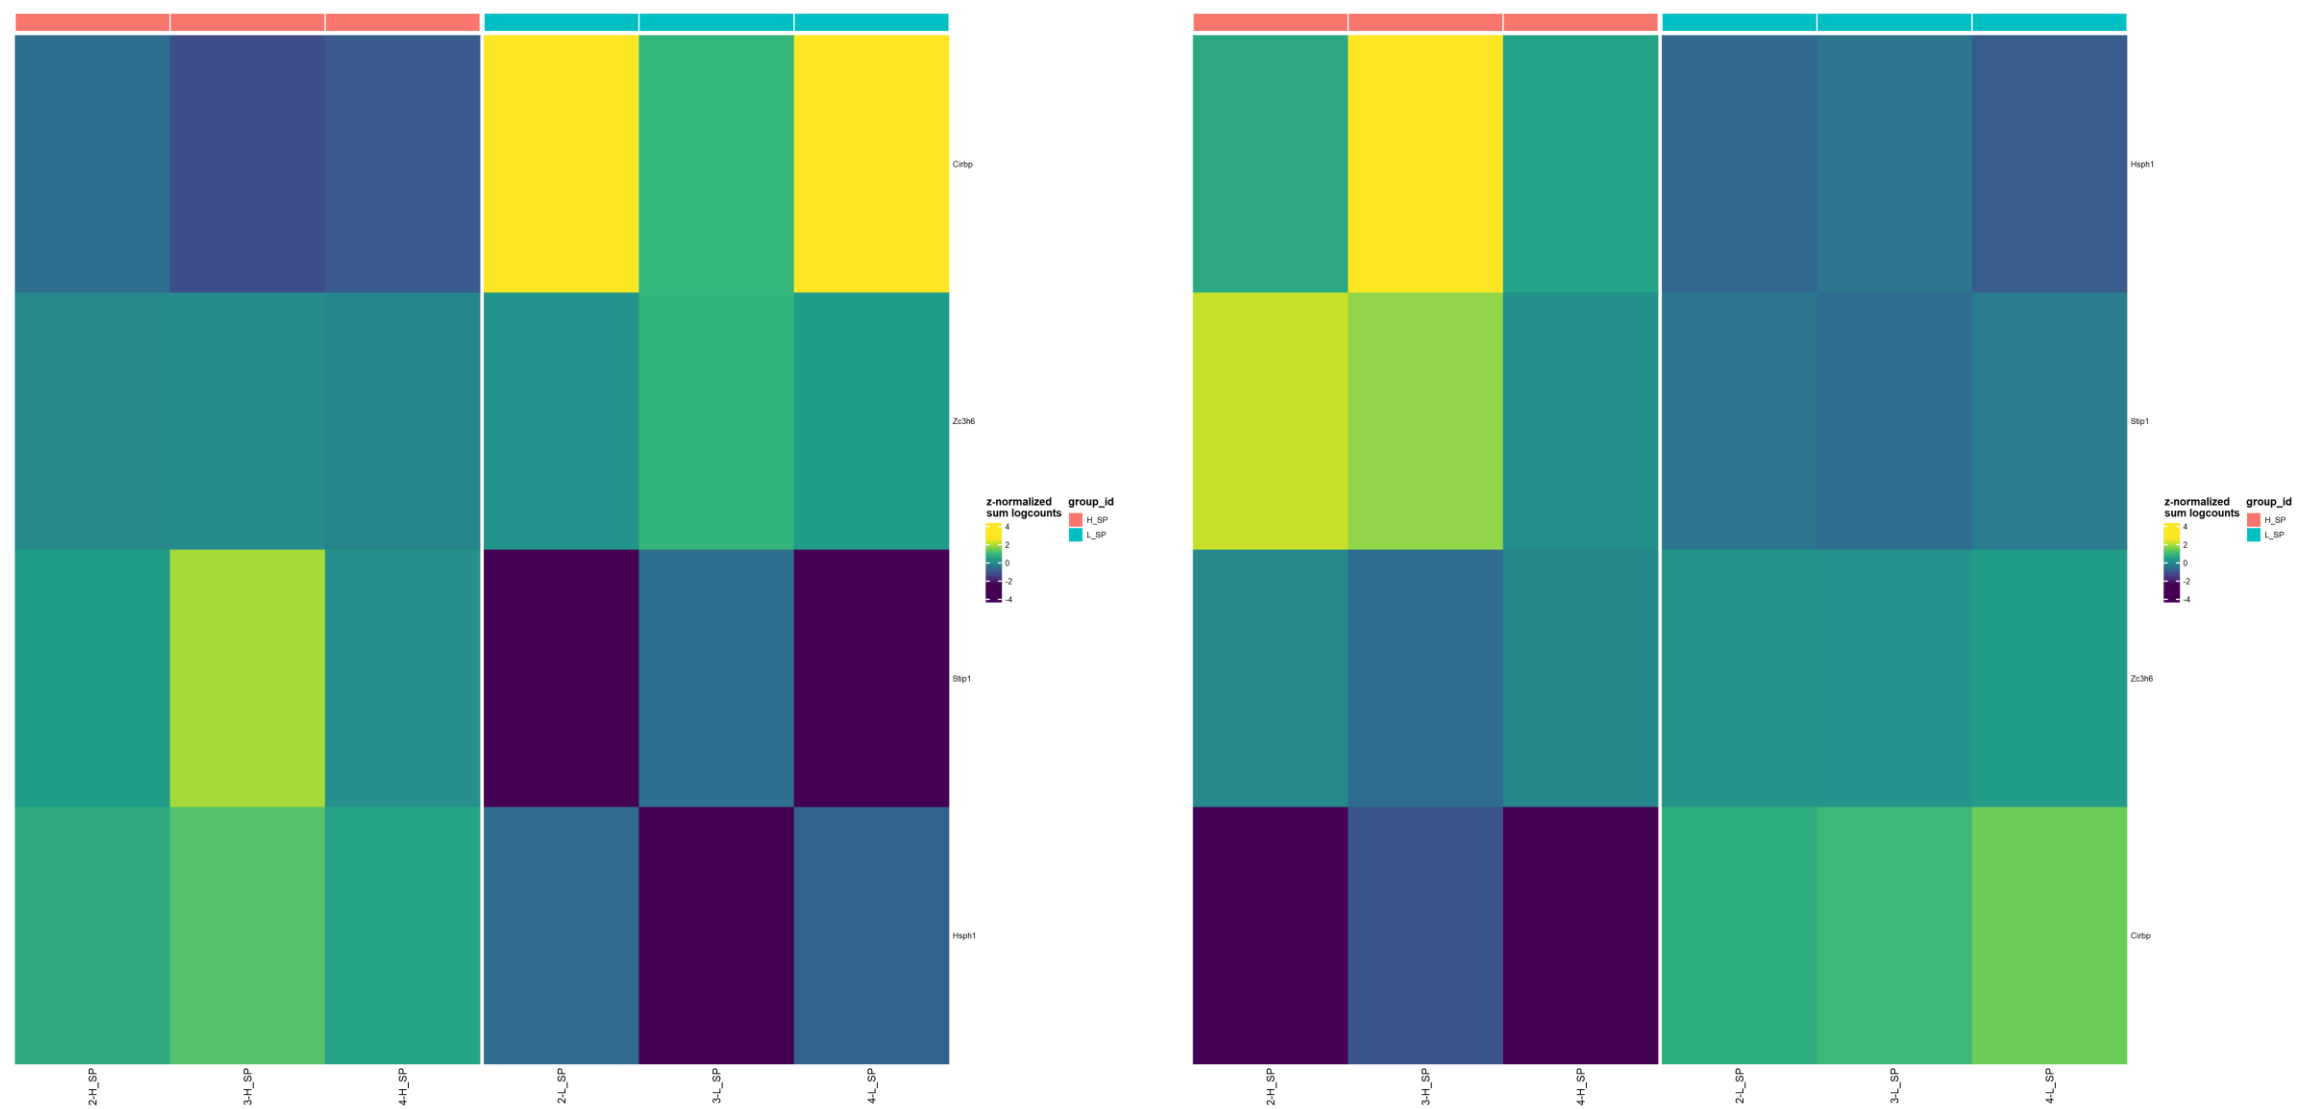 Cirbp
Zc3h6
Stip1
Hsph1
z-normalized
sum logcounts
4
2
0
-2
-4
group_id
H_SP
L_SP
2-H_SP
3-H_SP
4-H_SP
2-L_SP
3-L_SP
4-L_SP
Hsph1
Stip1
Zc3h6
Cirbp
z-normalized
sum logcounts
4
2
0
-2
-4
group_id
H_SP
L_SP
2-H_SP
3-H_SP
4-H_SP
2-L_SP
3-L_SP
4-L_SP